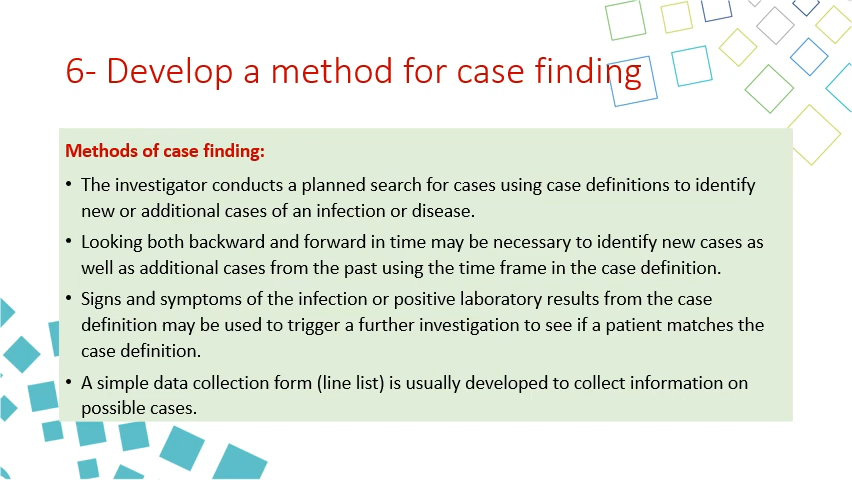 6- Develop a method for case finding
Methods of case finding:
• The investigator conducts a planned search for cases using case definitions to identify
new or additional cases of an infection or disease.
• Looking both backward and forward in time may be necessary to identify new cases as
well as additional cases from the past using the time frame in the case definition.
• Signs and symptoms of the infection or positive laboratory results from the case
definition may be used to trigger a further investigation to see if a patient matches the
case definition.
• A simple data collection form (line list) is usually developed to collect information on
possible cases.